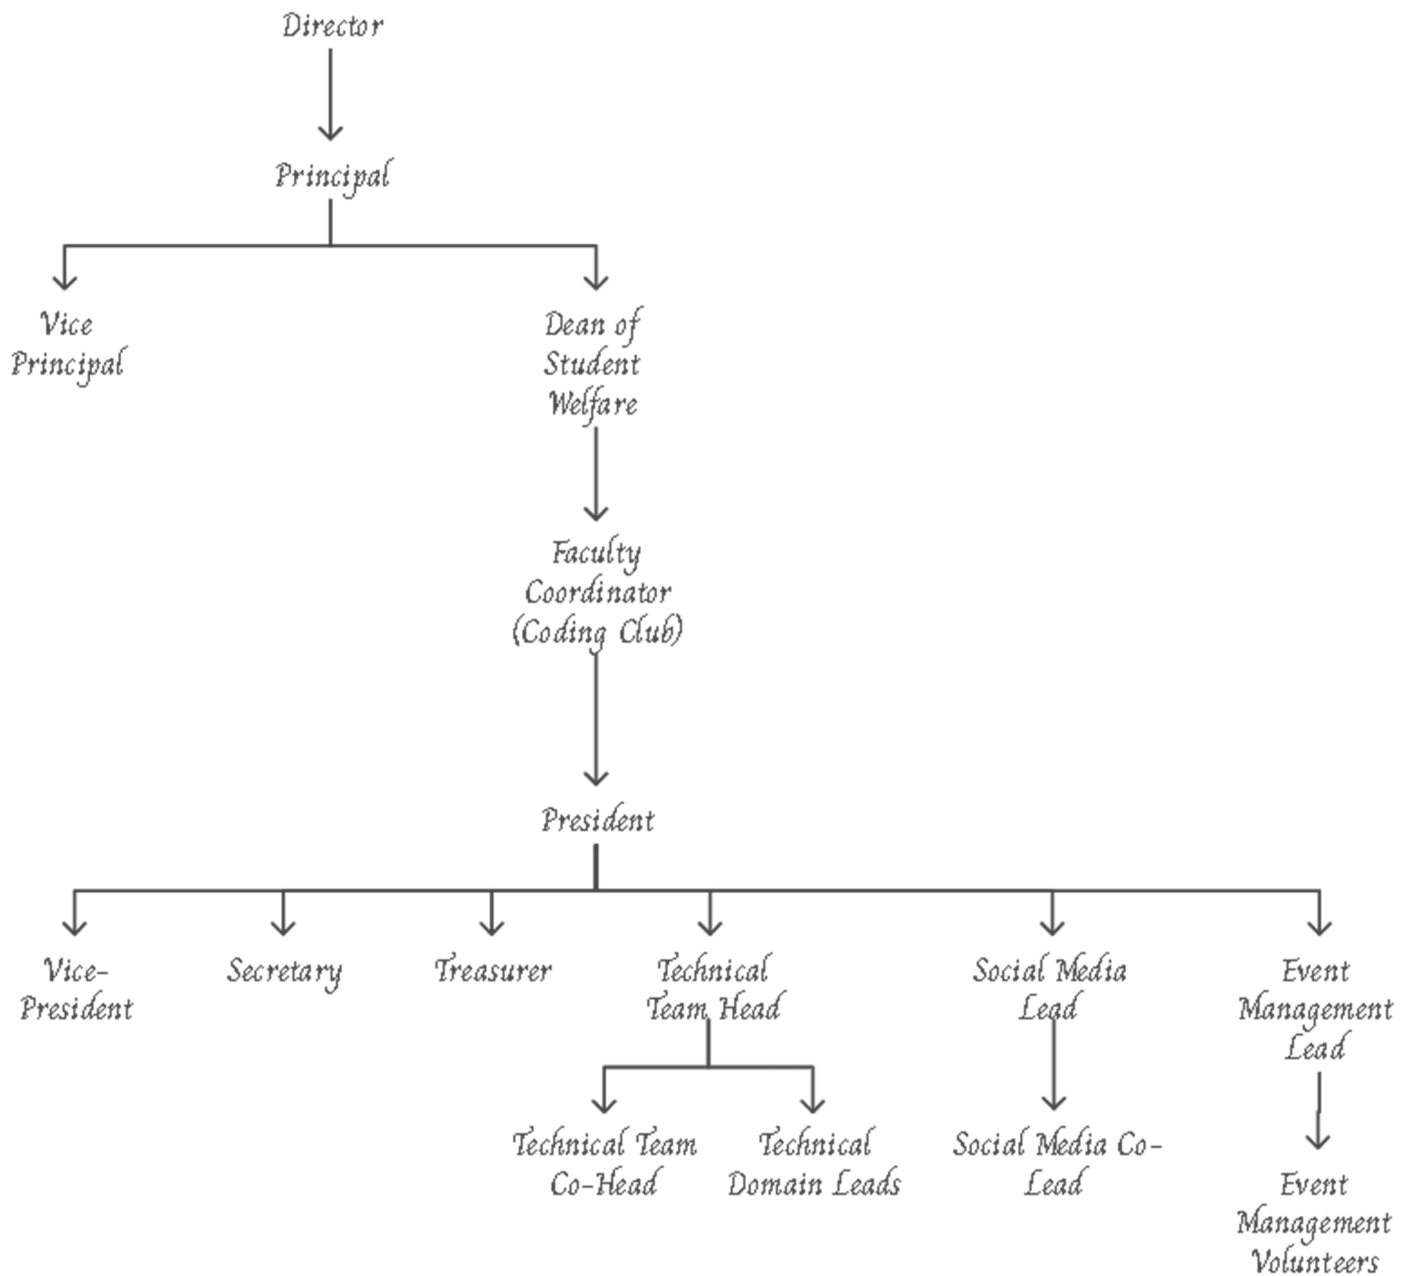 Director
Principal
Vice
Principal
Dean of
Student
Welfare
Faculty
Coordinator
(Coding Club)
President
Vice-
President
Secretary
Treasurer
Technical
Team Head
Social Media
Lead
Event
Management
Lead
Technical Team
Co-Head
Technical
Domain Leads
Social Media Co-
Lead
Event
Management
Volunteers